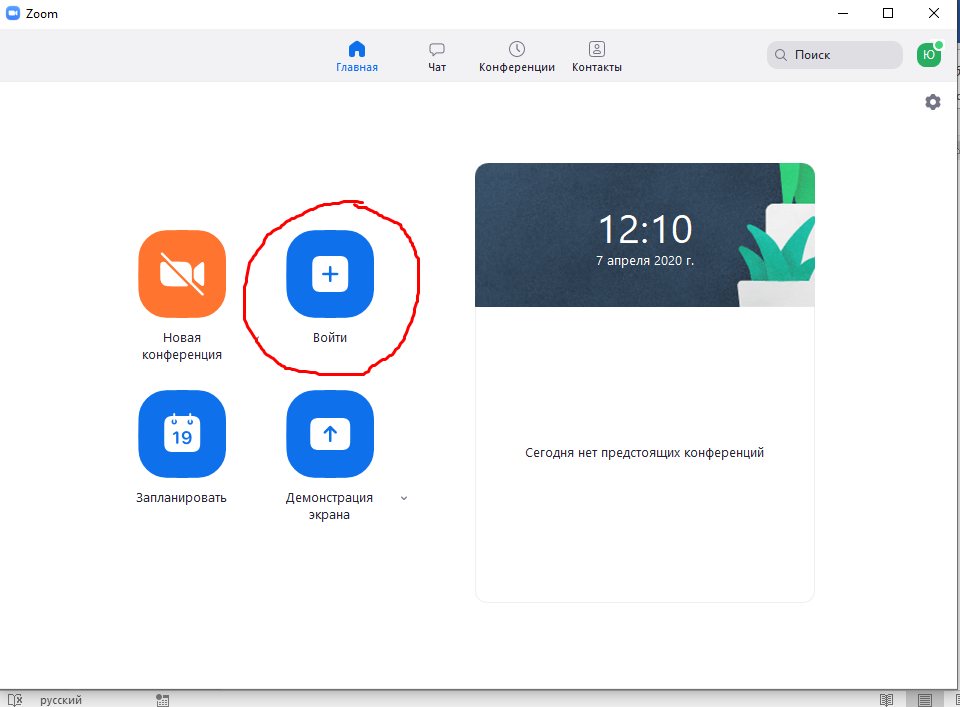 Zoom
Главная
Чат
Конференции
Контакты
Поиск
Ю
12:10
7 апреля 2020 г.
Новая
конференция
Войти
19
Запланировать
Демонстрация
экрана
Сегодня нет предстоящих конференций
русский